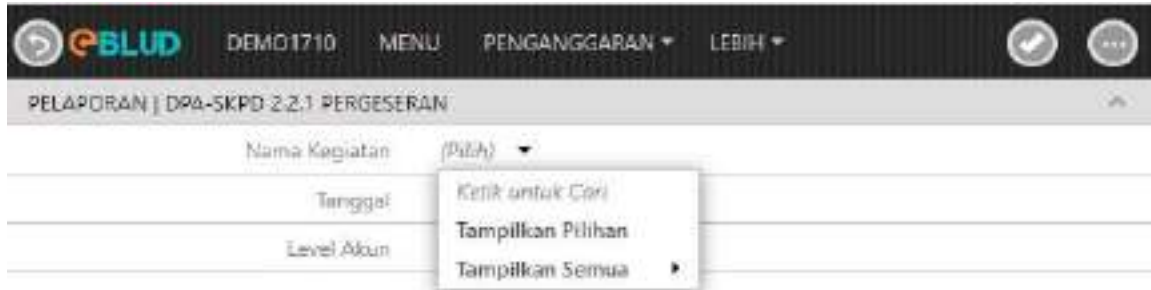 eBLUD DEMO1710 MENU PENGANGGARAN LEBIH
PELAPORAN | DPA-SKPD 2.2.1 PERGESERAN
Nama Kegiatan (Pilih)
Ketik untuk Cari
Tanggal
Tampilkan Pilihan
Level Akun
Tampilkan Semua